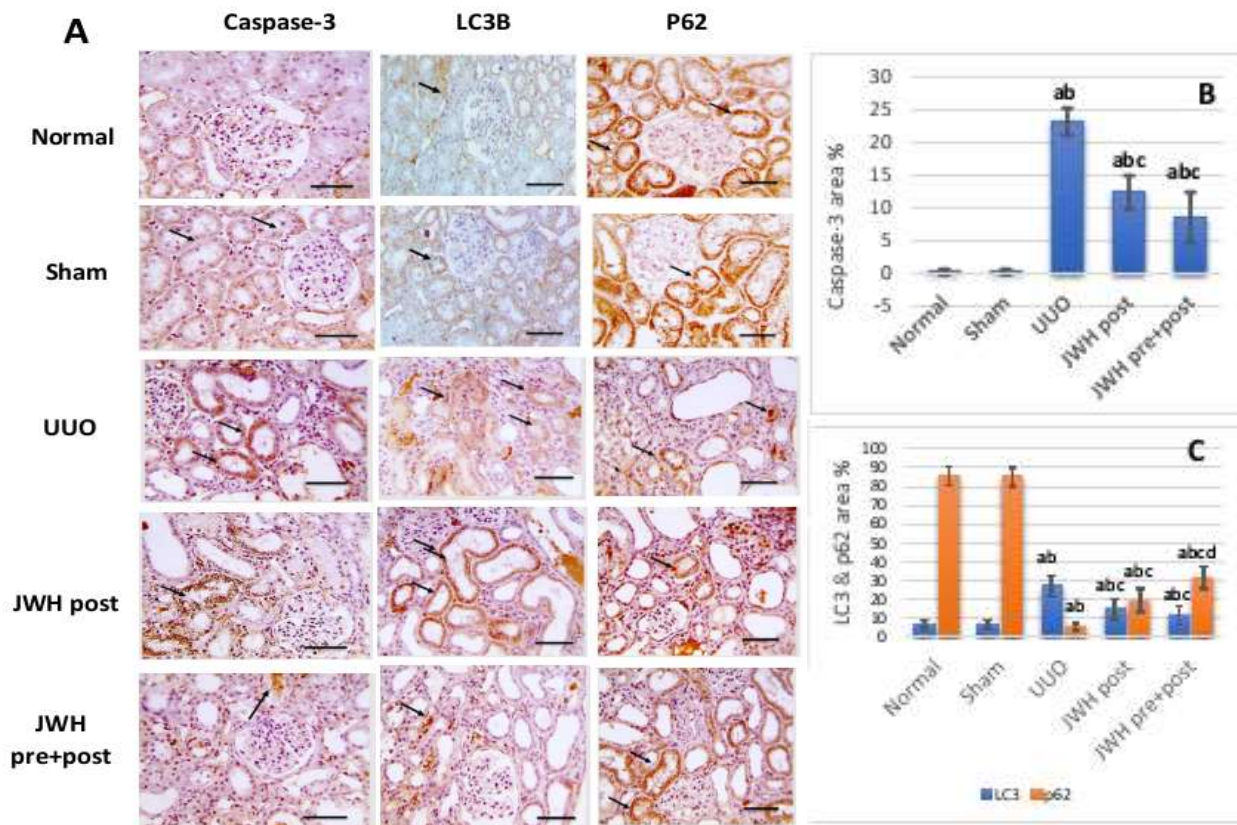 A
Caspase-3 LC3B P62
Normal
Sham
UUO
JWH post
JWH
pre+post
B
Caspase-3 area %
30
25
20
15
10
5
0
-5
ab
abc
abc
Normal
Sham
UUO
JWH post
JWH pre+post
C
LC3 & p62 area %
100
90
80
70
60
50
40
30
20
10
0
ab
ab
abc
abc
abc
abcd
Normal
Sham
UUO
JWH post
JWH pre+post
LC3 p62